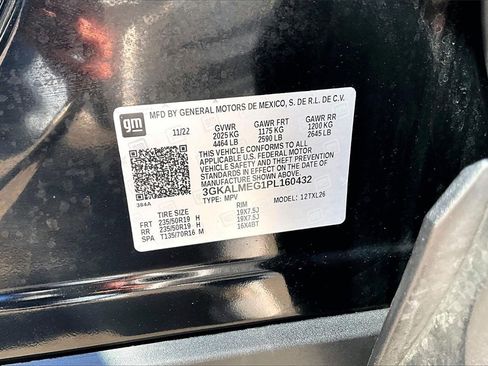 gm
MFD BY GENERAL MOTORS DE MEXICO, S. DE R.L. DE C.V.
11/22 GVWR GAWR FRT GAWR RR
2025 KG 1175 KG 1200 KG
4464 LB 2590 LB 2645 LB
THIS VEHICLE CONFORMS TO ALL
APPLICABLE U.S. FEDERAL MOTOR
VEHICLE SAFETY AND THEFT PREVENTION
STANDARDS IN EFFECT ON THE DATE OF
MANUFACTURE SHOWN ABOVE.
3GKALMEG1PL160432
TYPE: MPV MODEL: 12TXL26
384A
TIRE SIZE RIM
FRT 235/50R19 H 19X7.5J
RR 235/50R19 H 19X7.5J
SPA T135/70R16 M 16X4BT